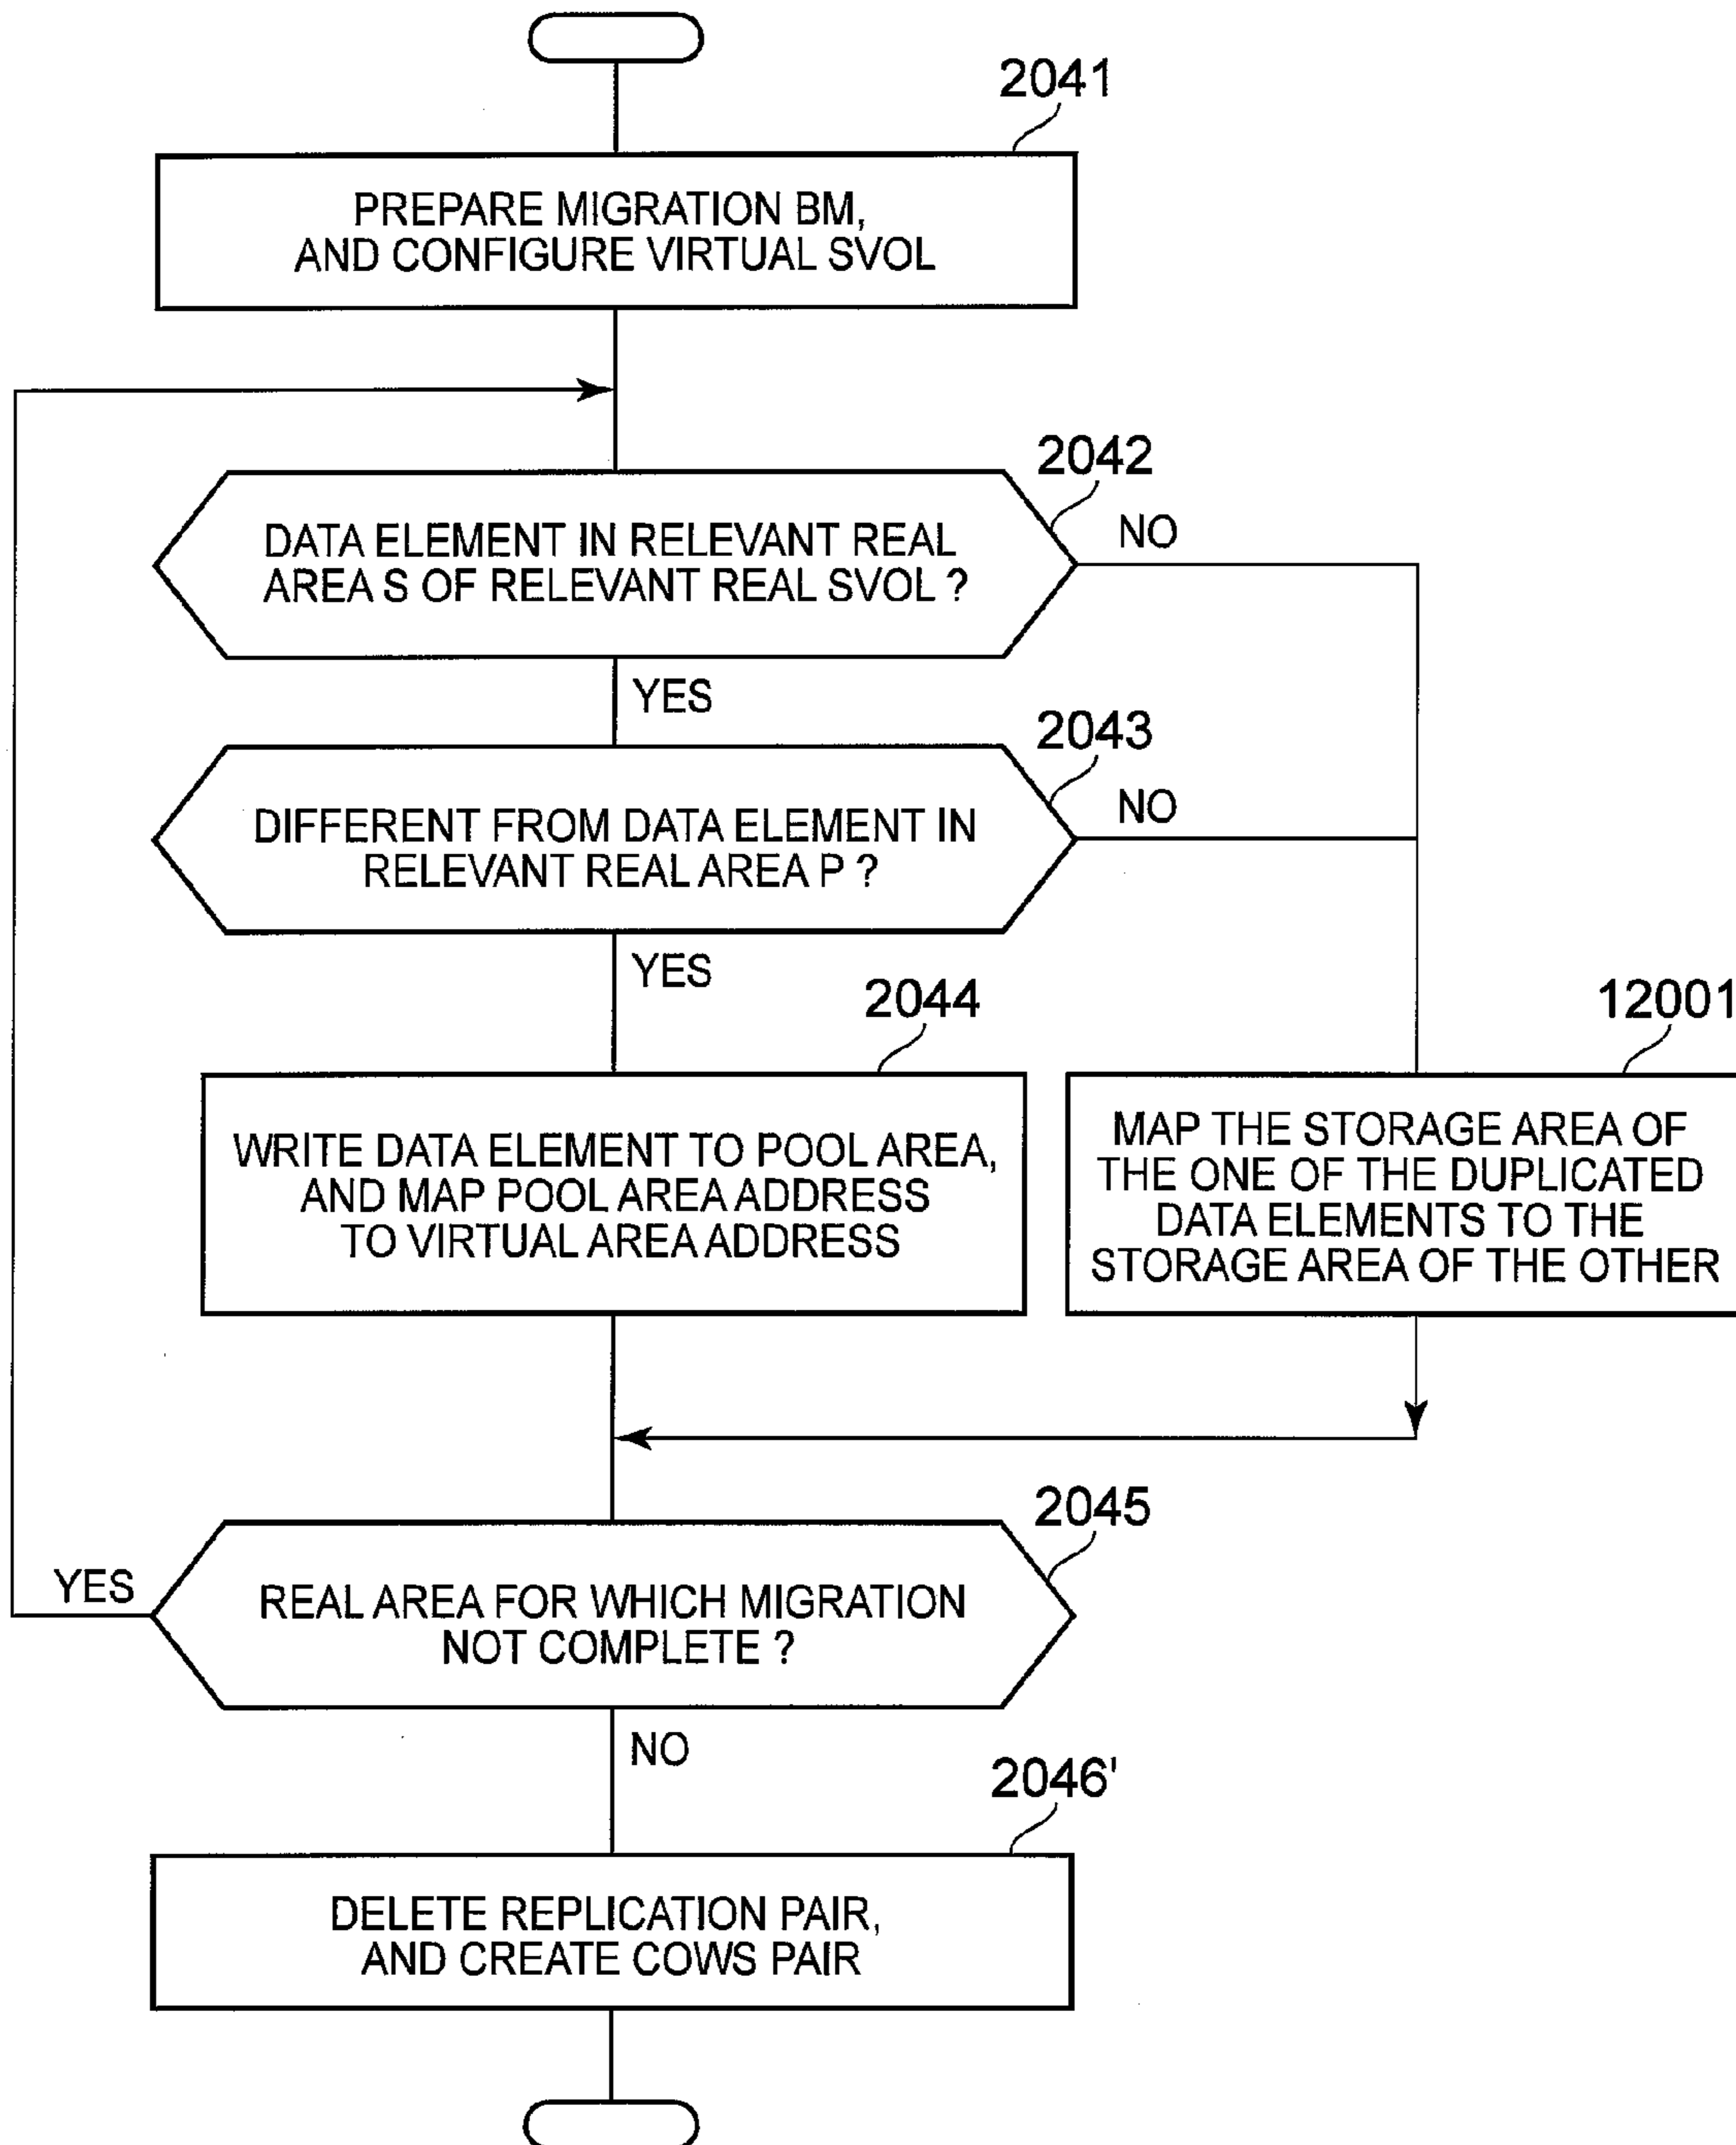 2041
PREPARE MIGRATION BM,
AND CONFIGURE VIRTUAL SVOL
2042
NO
DATA ELEMENT IN RELEVANT REAL
AREA S OF RELEVANT REAL SVOL ?
YES
2043
NO
DIFFERENT FROM DATA ELEMENT IN
RELEVANT REAL AREA P ?
YES
2044
12001
WRITE DATA ELEMENT TO POOL AREA,
AND MAP POOL AREA ADDRESS
TO VIRTUAL AREA ADDRESS
MAP THE STORAGE AREA OF
THE ONE OF THE DUPLICATED
DATA ELEMENTS TO THE
STORAGE AREA OF THE OTHER
2045
YES
REAL AREA FOR WHICH MIGRATION
NOT COMPLETE ?
NO
2046'
DELETE REPLICATION PAIR,
AND CREATE COWS PAIR